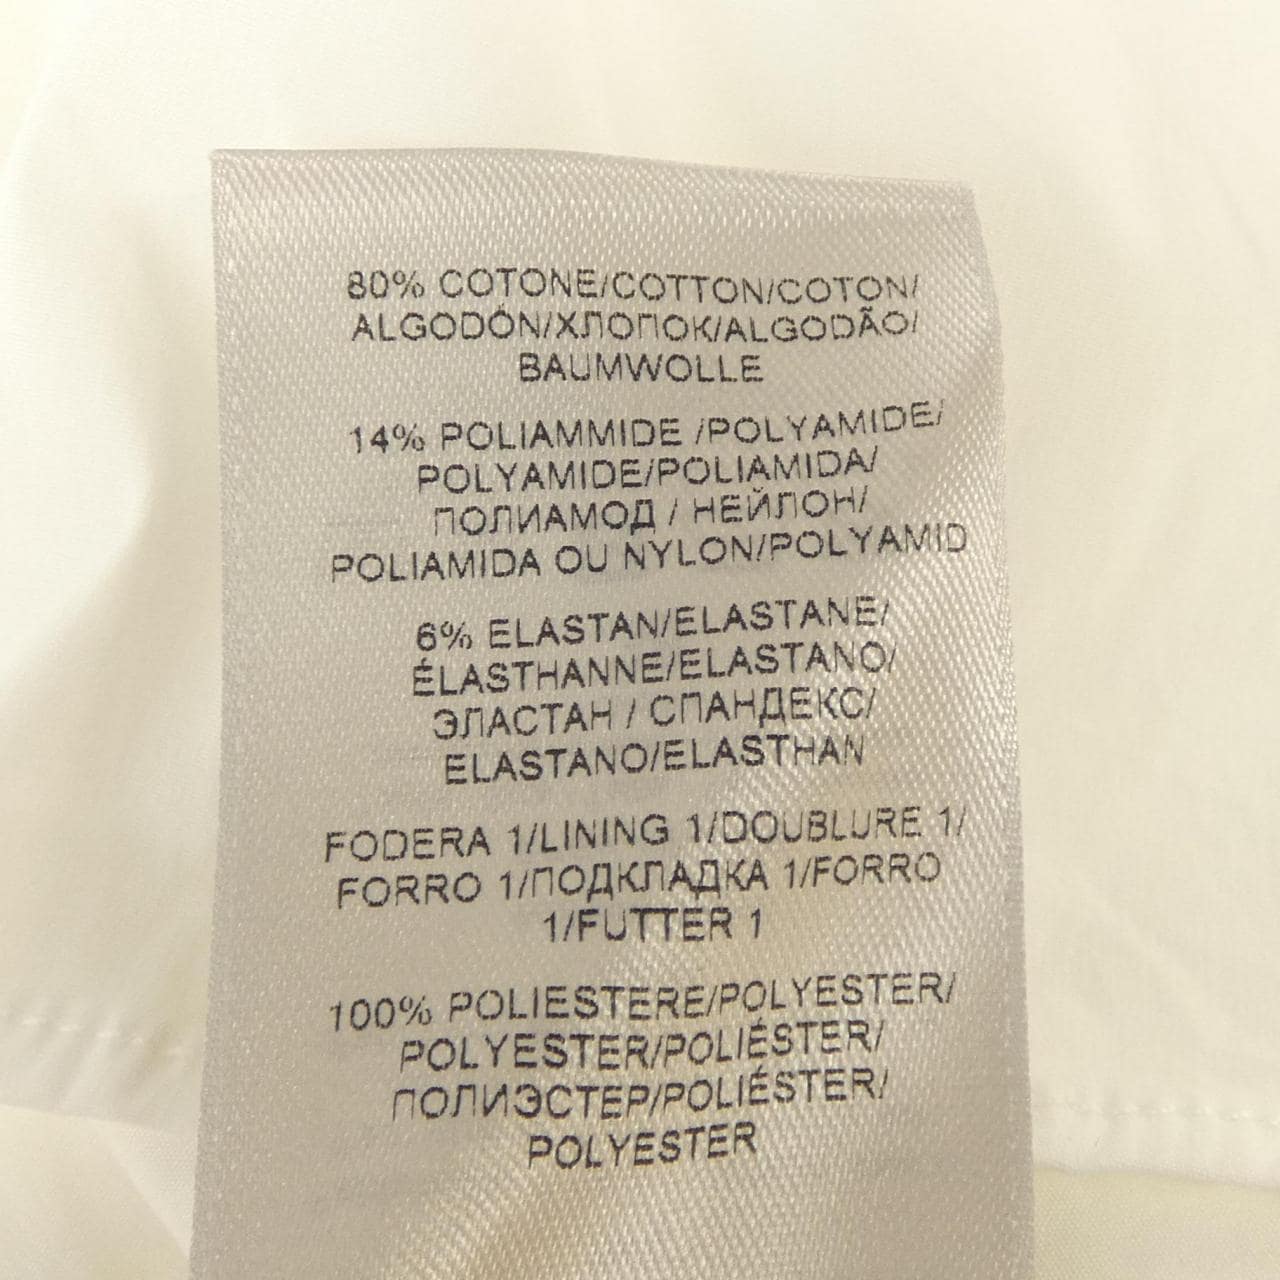 80% COTONE/COTTON/COTON/
ALGODÓN/ХЛОПОК/ALGODÃO/
BAUMWOLLE
14% POLIAMMIDE /POLYAMIDE/
POLYAMIDE/POLIAMIDA/
ПОЛИАМОД / НЕЙЛОН/
POLIAMIDA OU NYLON/POLYAMID
6% ELASTAN/ELASTANE/
ÉLASTHANNE/ELASTANO/
ЭЛАСТАН / СПАНДЕКС/
ELASTANO/ELASTHAN
FODERA 1/LINING 1/DOUBLURE 1/
FORRO 1/ПОДКЛАДКА 1/FORRO
1/FUTTER 1
100% POLIESTERE/POLYESTER/
POLYESTER/POLIÉSTER/
ПОЛИЭСТЕР/POLIÉSTER/
POLYESTER